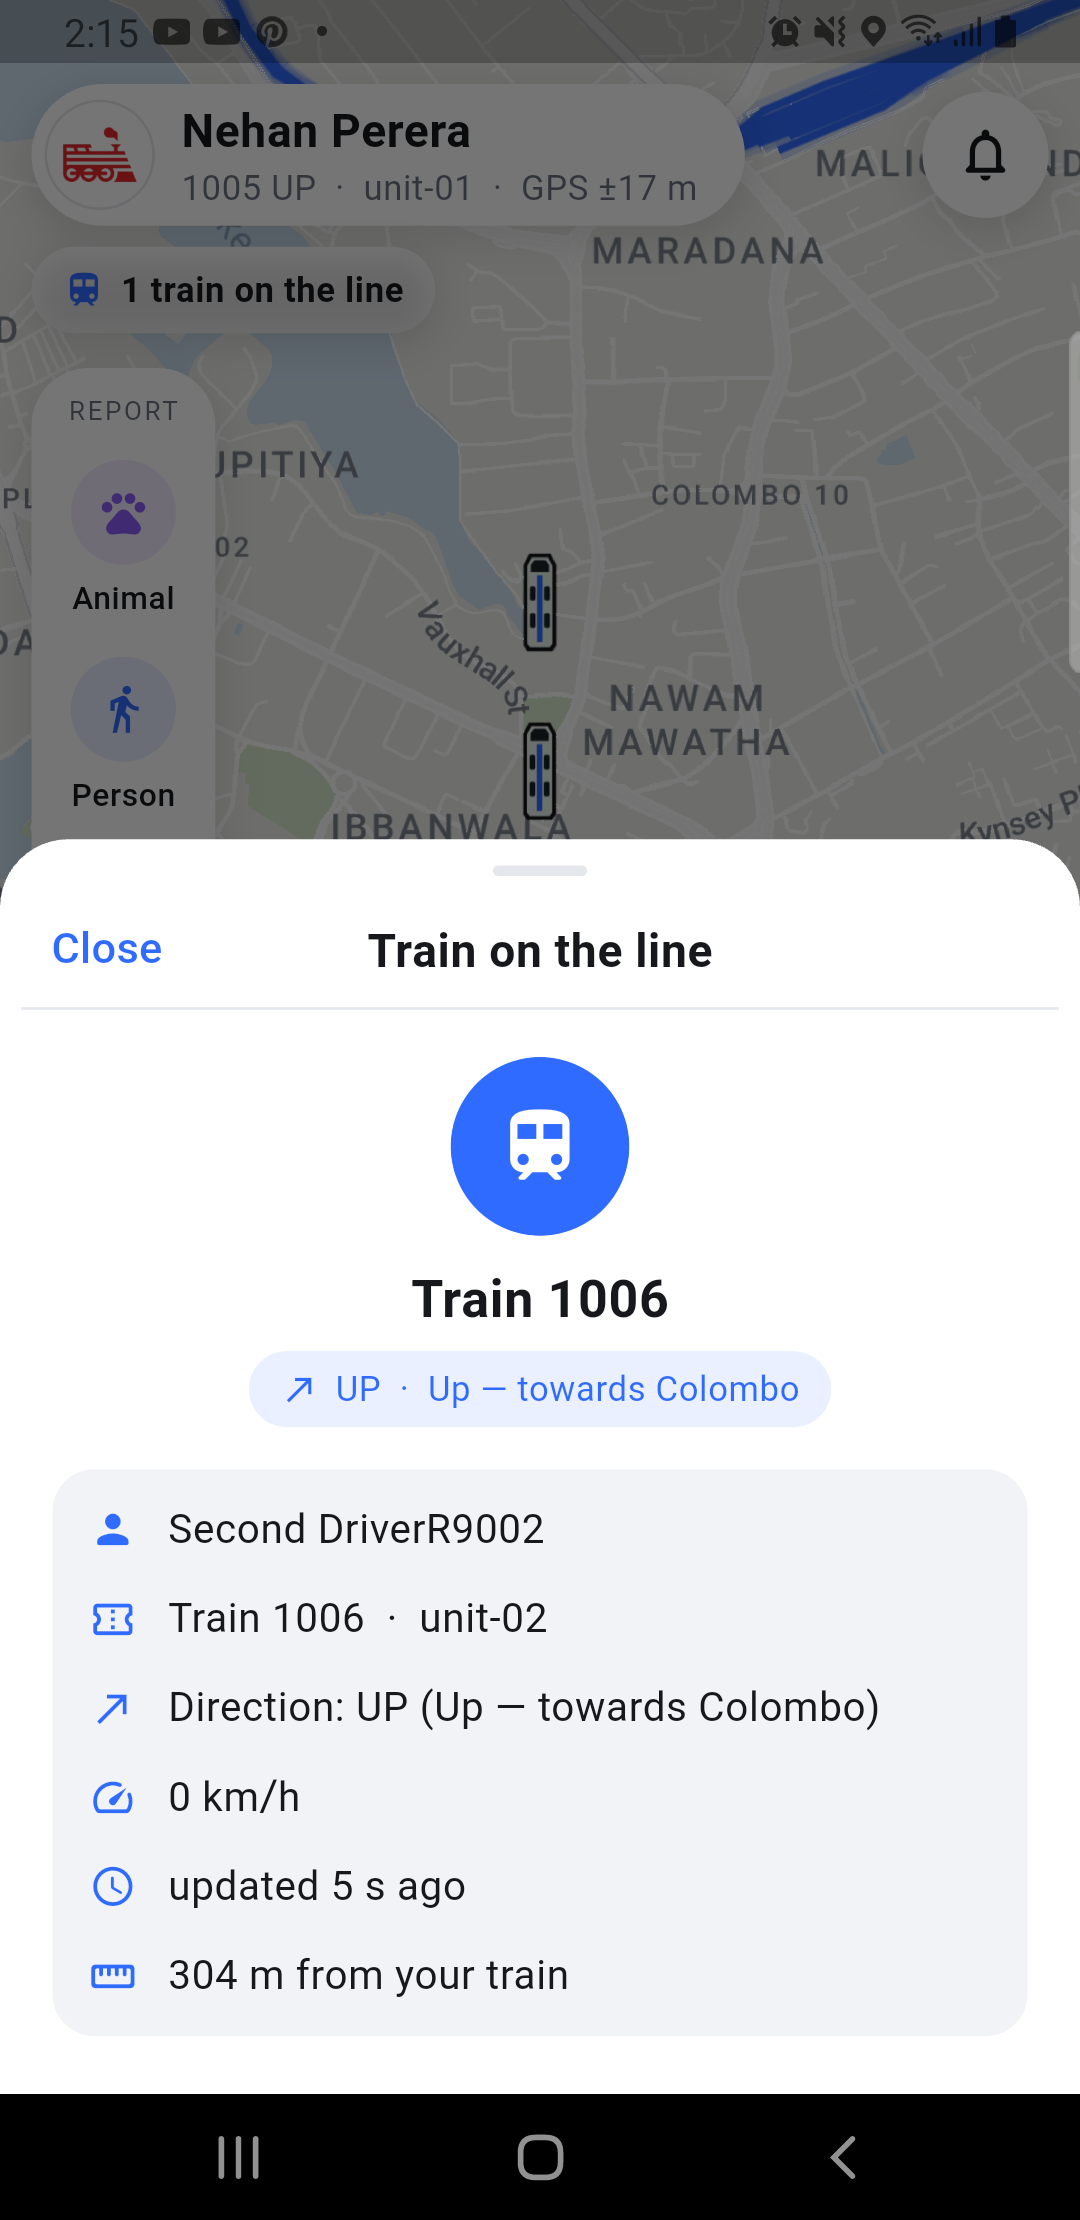 2:15
Nehan Perera
1005 UP · unit-01 · GPS ±17 m
MARADANA
1 train on the line
REPORT
UPITIYA
COLOMBO 10
02
Animal
Vauxhall St
NAWAM
MAWATHA
Person
IBBANWALA
Kynsey
Close
Train on the line
Train 1006
UP · Up — towards Colombo
Second DriverR9002
Train 1006 · unit-02
Direction: UP (Up — towards Colombo)
0 km/h
updated 5 s ago
304 m from your train